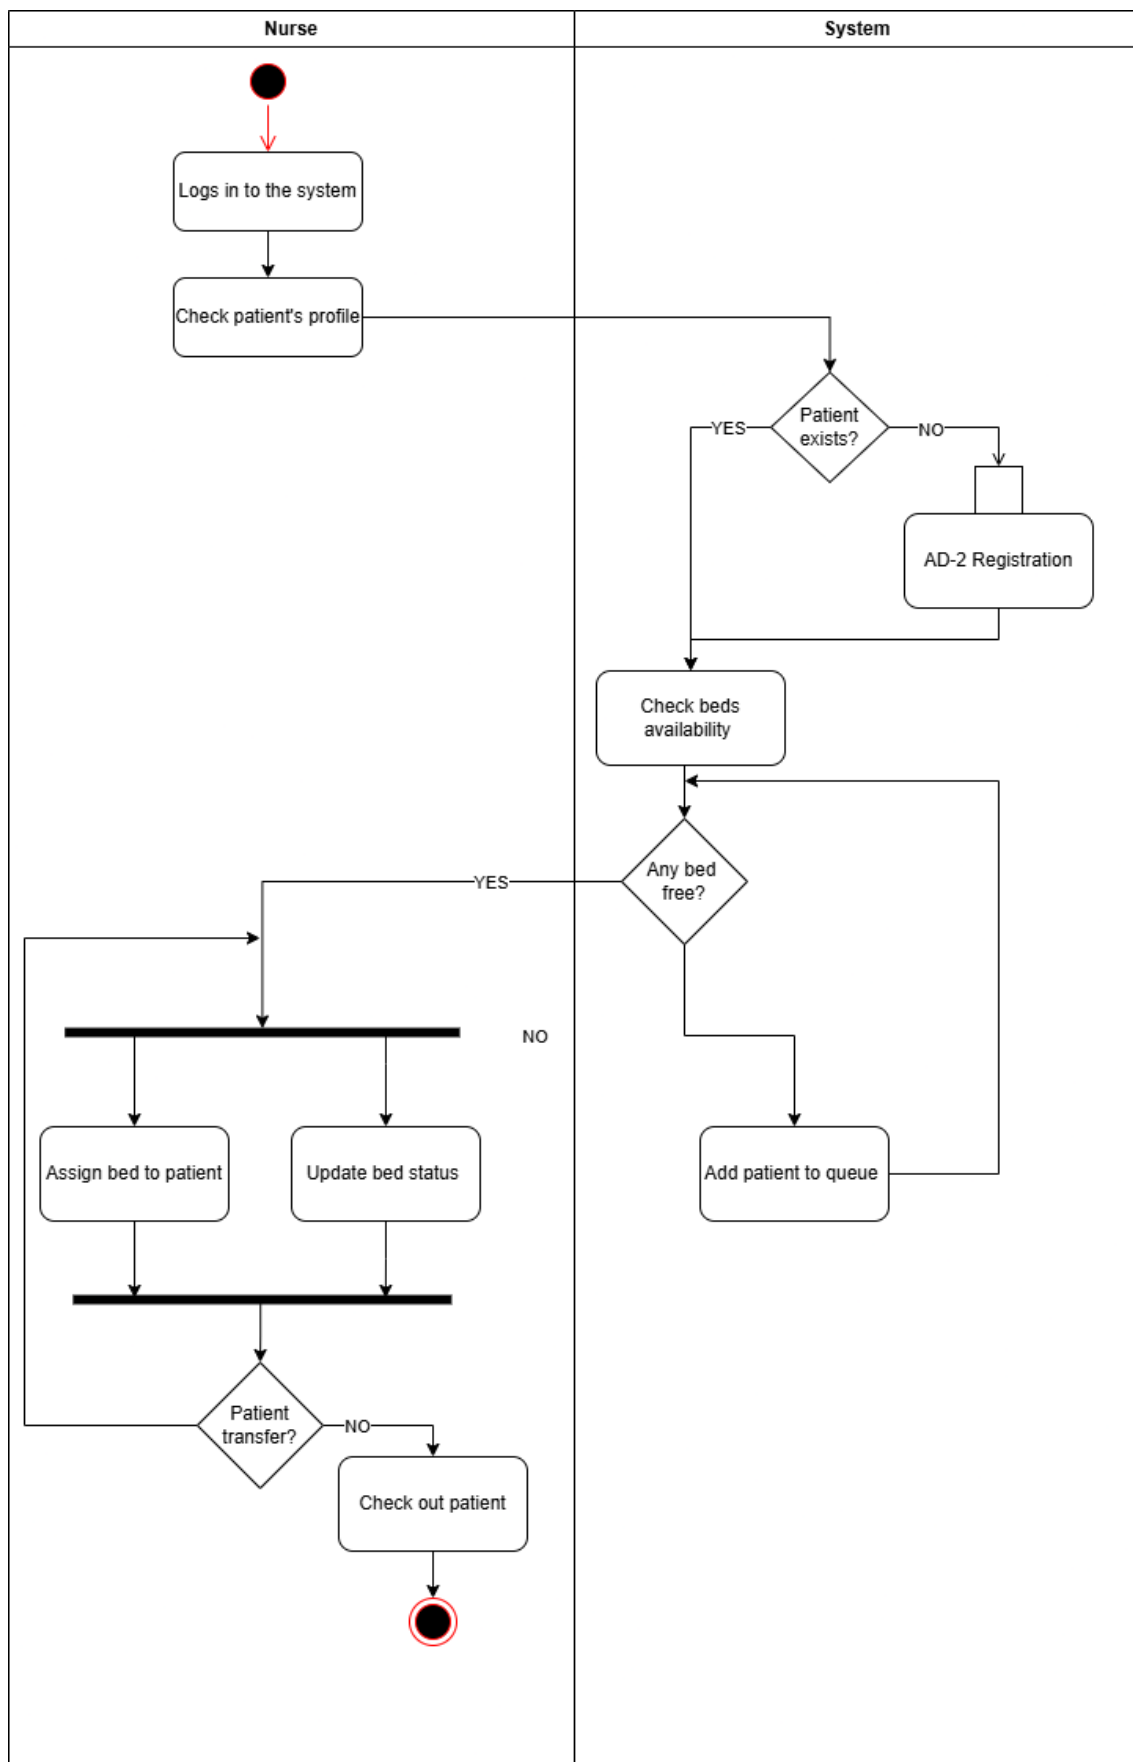 Nurse
System
Logs in to the system
Check patient's profile
Patient
exists?
YES
NO
AD-2 Registration
Check beds
availability
Any bed
free?
YES
NO
Assign bed to patient
Update bed status
Add patient to queue
Patient
transfer?
NO
Check out patient